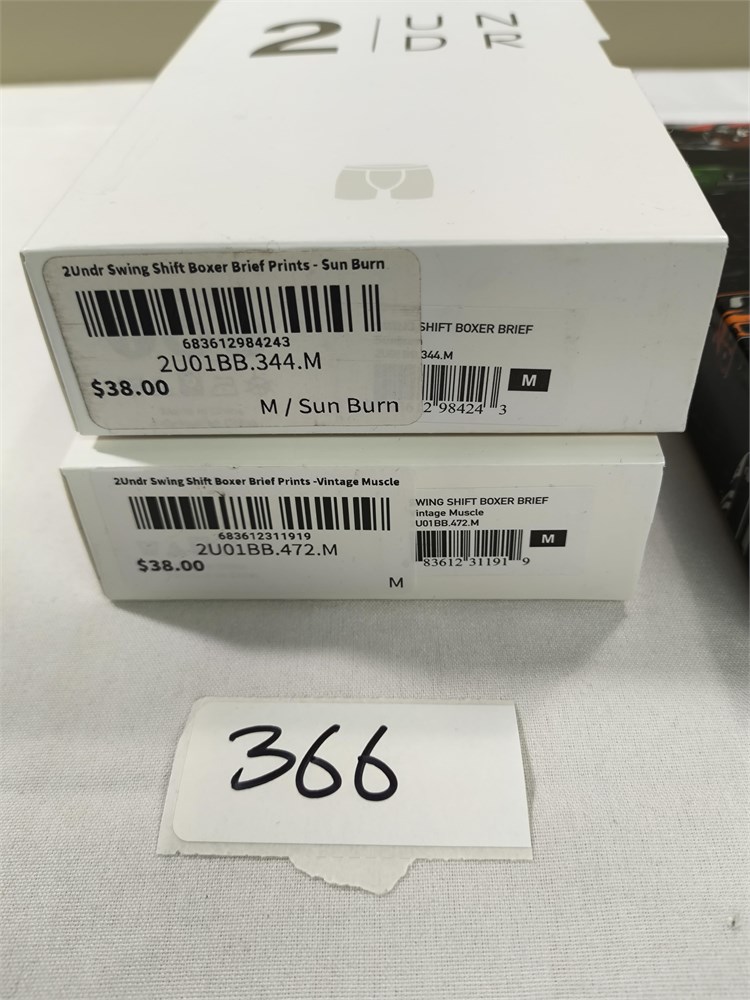 2 | UN
DR
2Undr Swing Shift Boxer Brief Prints - Sun Burn
683612984243
2U01BB.344.M
$38.00
M / Sun Burn
SHIFT BOXER BRIEF
344.M
M
2 98424 3
2Undr Swing Shift Boxer Brief Prints -Vintage Muscle
683612311919
2U01BB.472.M
$38.00
M
WING SHIFT BOXER BRIEF
intage Muscle
U01BB.472.M
M
83612 31191 9
366